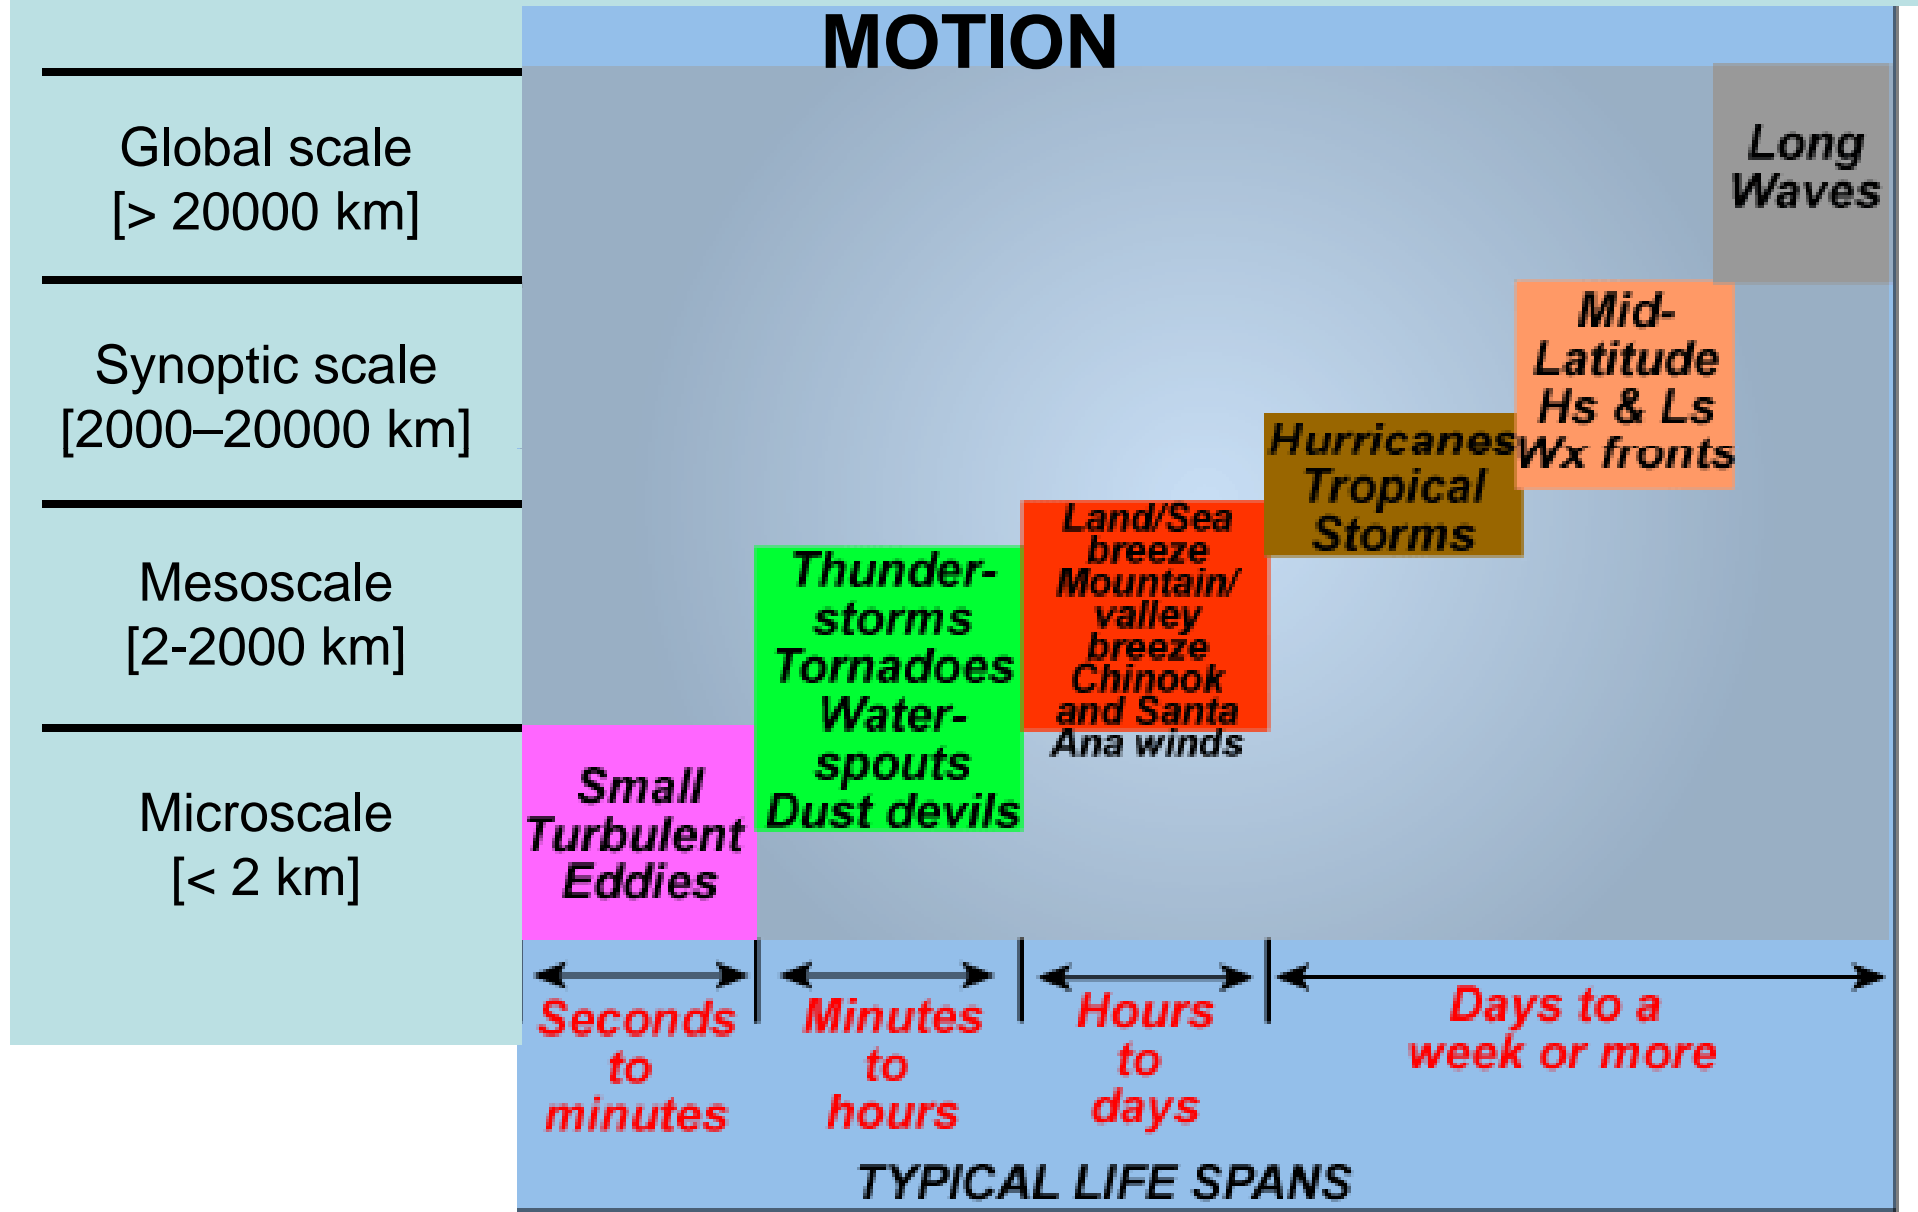 MOTION
Global scale
[> 20000 km]
Synoptic scale
[2000–20000 km]
Mesoscale
[2-2000 km]
Microscale
[< 2 km]
Long
Waves
Mid-
Latitude
Hs & Ls
Wx fronts
Hurricanes
Tropical
Storms
Land/Sea
breeze
Mountain/
valley
breeze
Chinook
and Santa
Ana winds
Thunder-
storms
Tornadoes
Water-
spouts
Dust devils
Small
Turbulent
Eddies
Seconds
to
minutes
Minutes
to
hours
Hours
to
days
Days to a
week or more
TYPICAL LIFE SPANS